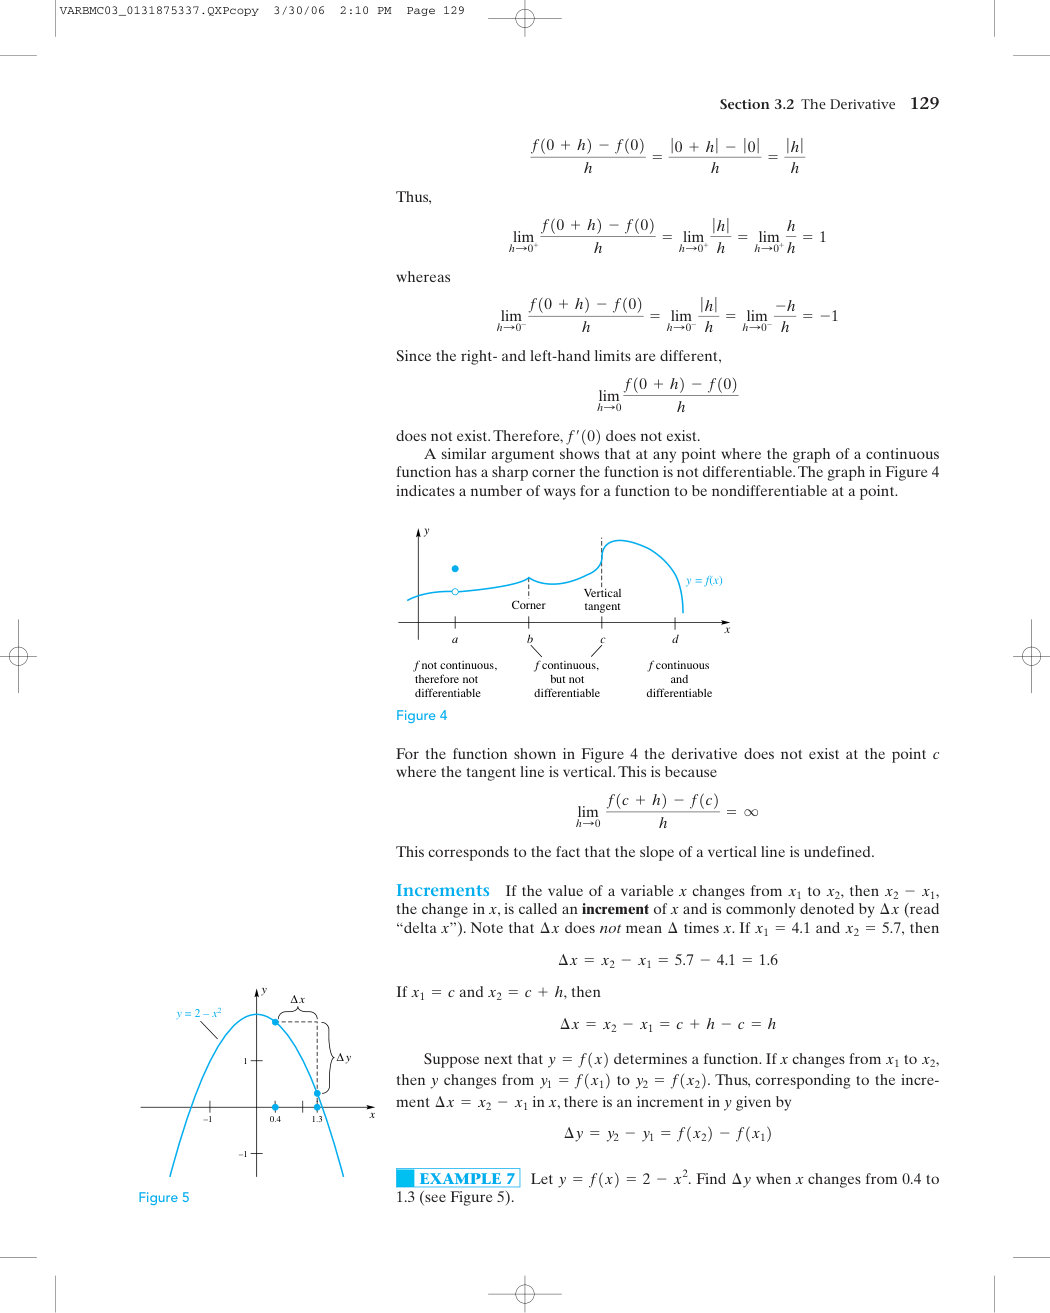 VARBMC03_0131875337.QXPcopy 3/30/06 2:10 PM Page 129
Section 3.2 The Derivative 129
f(0 + h) − f(0) / h = |0 + h| − |0| / h = |h| / h
Thus,
lim h→0⁺ f(0 + h) − f(0) / h = lim h→0⁺ |h| / h = lim h→0⁺ h / h = 1
whereas
lim h→0⁻ f(0 + h) − f(0) / h = lim h→0⁻ |h| / h = lim h→0⁻ −h / h = −1
Since the right- and left-hand limits are different,
lim h→0 f(0 + h) − f(0) / h
does not exist. Therefore, f′(0) does not exist.
A similar argument shows that at any point where the graph of a continuous
function has a sharp corner the function is not differentiable. The graph in Figure 4
indicates a number of ways for a function to be nondifferentiable at a point.
y
y = f(x)
Corner
Vertical
tangent
x
a b c d
f not continuous,
therefore not
differentiable
f continuous,
but not
differentiable
f continuous
and
differentiable
Figure 4
For the function shown in Figure 4 the derivative does not exist at the point c
where the tangent line is vertical. This is because
lim h→0 f(c + h) − f(c) / h = ∞
This corresponds to the fact that the slope of a vertical line is undefined.
Increments If the value of a variable x changes from x₁ to x₂, then x₂ − x₁,
the change in x, is called an increment of x and is commonly denoted by Δx (read
“delta x”). Note that Δx does not mean Δ times x. If x₁ = 4.1 and x₂ = 5.7, then
Δx = x₂ − x₁ = 5.7 − 4.1 = 1.6
If x₁ = c and x₂ = c + h, then
Δx = x₂ − x₁ = c + h − c = h
Suppose next that y = f(x) determines a function. If x changes from x₁ to x₂,
then y changes from y₁ = f(x₁) to y₂ = f(x₂). Thus, corresponding to the incre-
ment Δx = x₂ − x₁ in x, there is an increment in y given by
Δy = y₂ − y₁ = f(x₂) − f(x₁)
EXAMPLE 7 Let y = f(x) = 2 − x². Find Δy when x changes from 0.4 to
1.3 (see Figure 5).
y
Δx
y = 2 – x²
1
Δy
–1 0.4 1.3 x
–1
Figure 5